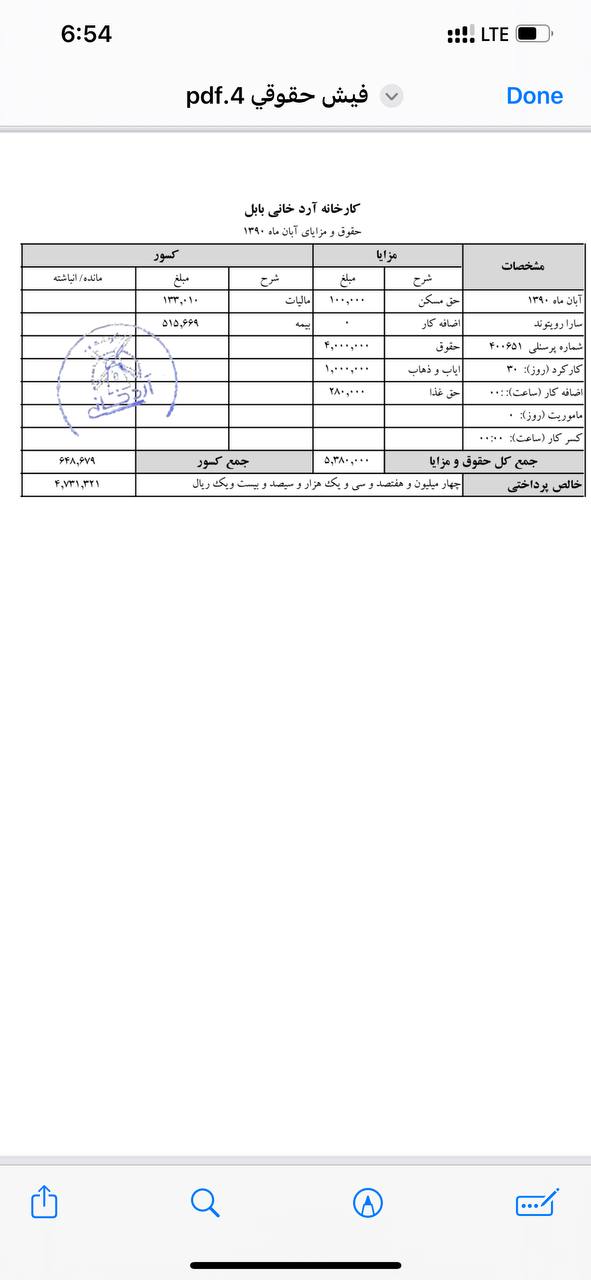 6:54
LTE
فيش حقوقي 4.pdf
Done
کارخانه آرد خانی بابل
حقوق و مزایای آبان ماه ۱۳۹۰
مشخصات مزایا کسور
شرح مبلغ شرح مبلغ مانده/ انباشته
آبان ماه ۱۳۹۰ حق مسکن ۱۰۰,۰۰۰ مالیات ۱۳۳,۰۱۰
سارا رویتوند اضافه کار ۰ بیمه ۵۱۵,۶۶۹
شماره پرسنلی ۴۰۰۶۵۱ حقوق ۴,۰۰۰,۰۰۰
کارکرد (روز): ۳۰ ایاب و ذهاب ۱,۰۰۰,۰۰۰
اضافه کار (ساعت): ۰۰: حق غذا ۲۸۰,۰۰۰
ماموریت (روز): ۰
کسر کار (ساعت): ۰۰:۰۰
جمع کل حقوق و مزایا ۵,۳۸۰,۰۰۰ جمع کسور ۶۴۸,۶۷۹
خالص پرداختی چهار میلیون و هفتصد و سی و یک هزار و سیصد و بیست ویک ریال ۴,۷۳۱,۳۲۱
آرد خانی